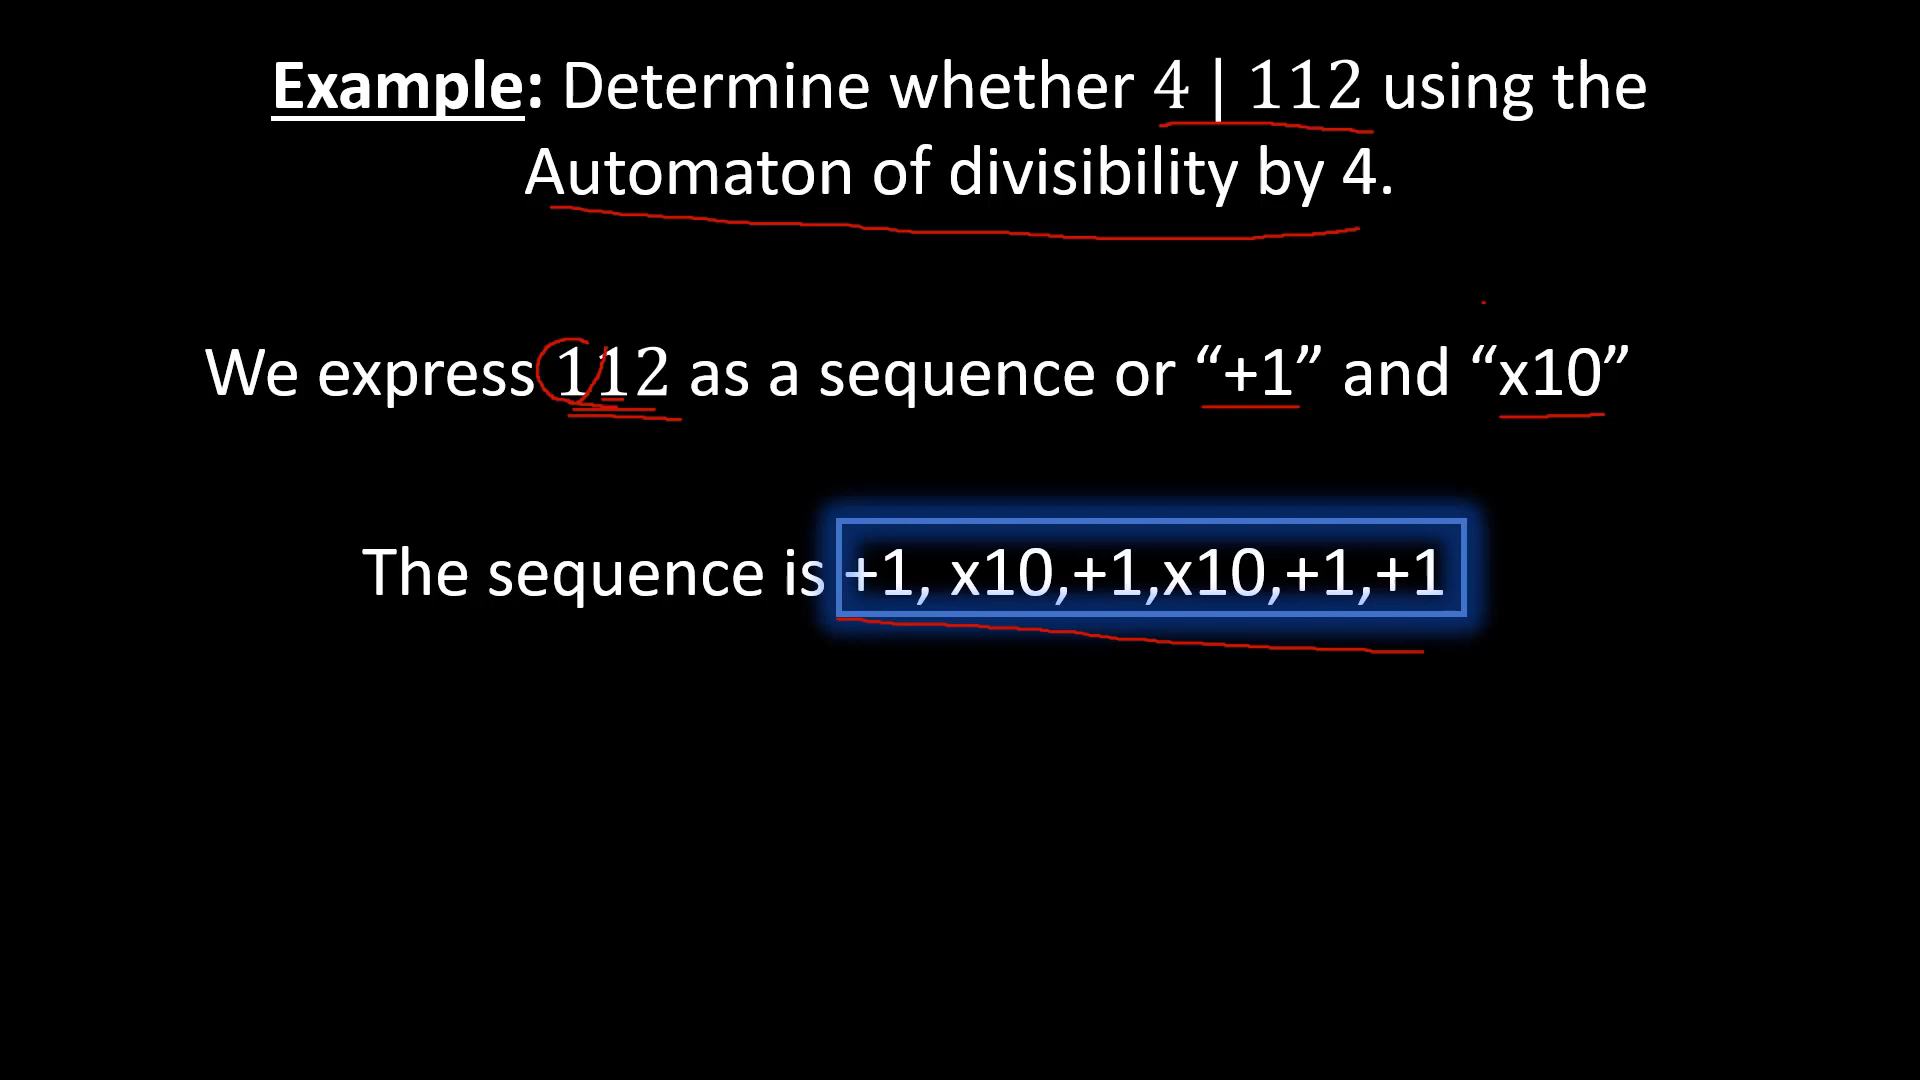 Example: Determine whether 4 | 112 using the
Automaton of divisibility by 4.
We express 112 as a sequence or “+1” and “x10”
The sequence is +1, x10,+1,x10,+1,+1